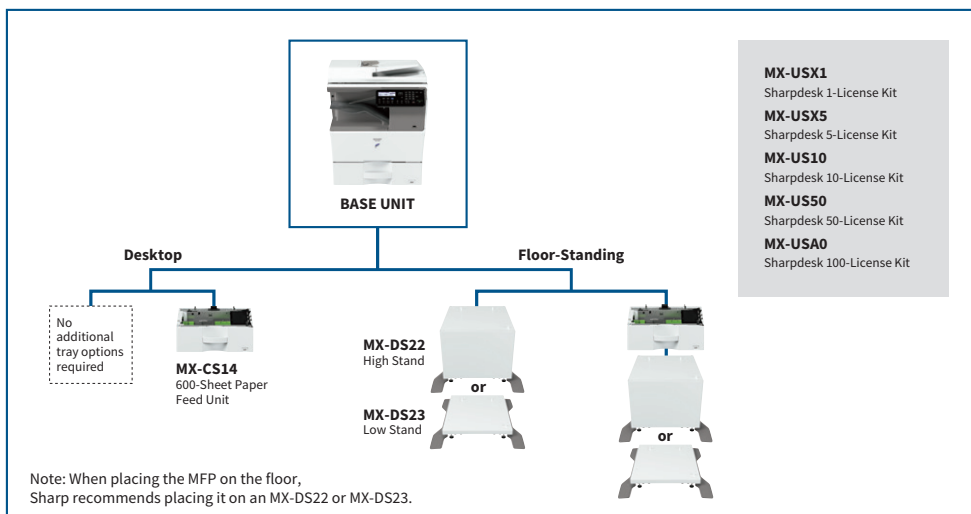 BASE UNIT
Desktop
Floor-Standing
No
additional
tray options
required
MX-CS14
600-Sheet Paper
Feed Unit
MX-DS22
High Stand
or
MX-DS23
Low Stand
or
Note: When placing the MFP on the floor,
Sharp recommends placing it on an MX-DS22 or MX-DS23.
MX-USX1
Sharpdesk 1-License Kit
MX-USX5
Sharpdesk 5-License Kit
MX-US10
Sharpdesk 10-License Kit
MX-US50
Sharpdesk 50-License Kit
MX-USA0
Sharpdesk 100-License Kit